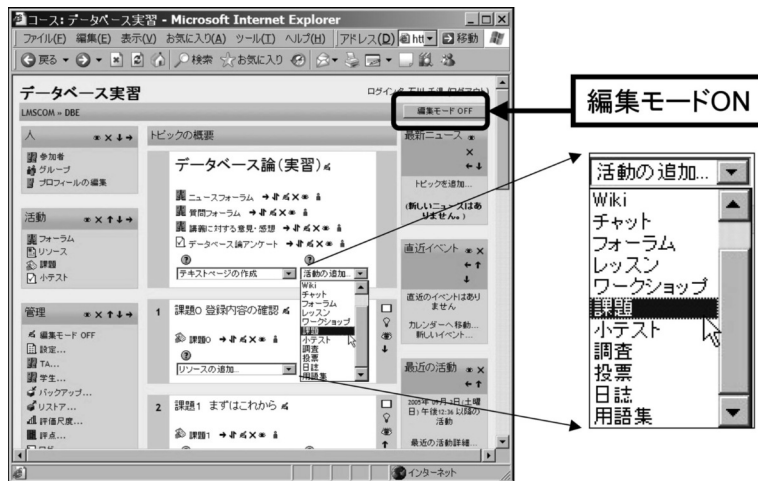 コース: データベース実習 - Microsoft Internet Explorer
ファイル(F) 編集(E) 表示(V) お気に入り(A) ツール(T) ヘルプ(H) アドレス(D) htt 移動
戻る 検索 お気に入り
データベース実習
LMSCOM » DBE
編集モード OFF
編集モードON
人
参加者
グループ
プロフィールの編集
活動
フォーラム
リソース
課題
小テスト
管理
編集モード OFF
設定...
TA...
学生...
バックアップ...
リストア...
評価尺度...
評点...
トピックの概要
データベース論(実習)
ニュースフォーラム
質問フォーラム
講義に対する意見・感想
データベース論アンケート
テキストページの作成
活動の追加...
Wiki
チャット
フォーラム
レッスン
ワークショップ
課題
小テスト
調査
投票
日誌
用語集
1 課題0 登録内容の確認
課題0
リソースの追加...
2 課題1 まずはこれから
課題1
最新ニュース
トピックを追加...
(新しいニュースはありません。)
直近イベント
直近のイベントはあり
ません
カレンダーへ移動...
新しいイベント...
最近の活動
日) 午後12:36 以降の
活動
最近の活動詳細...
インターネット
活動の追加...
Wiki
チャット
フォーラム
レッスン
ワークショップ
課題
小テスト
調査
投票
日誌
用語集